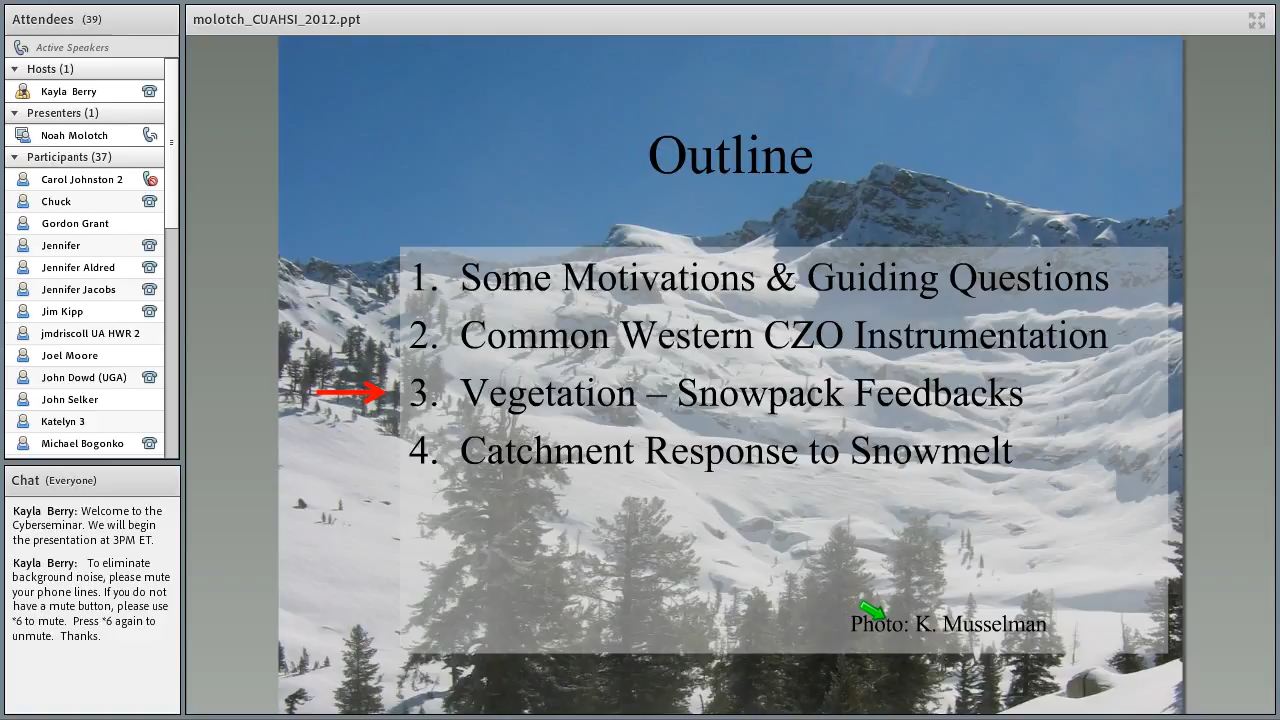 Attendees (39)
Active Speakers
Hosts (1)
Kayla Berry
Presenters (1)
Noah Molotch
Participants (37)
Carol Johnston 2
Chuck
Gordon Grant
Jennifer
Jennifer Aldred
Jennifer Jacobs
Jim Kipp
jmdriscoll UA HWR 2
Joel Moore
John Dowd (UGA)
John Selker
Katelyn 3
Michael Bogonko
Chat (Everyone)
Kayla Berry: Welcome to the
Cyberseminar. We will begin
the presentation at 3PM ET.
Kayla Berry: To eliminate
background noise, please mute
your phone lines. If you do not
have a mute button, please use
*6 to mute. Press *6 again to
unmute. Thanks.
molotch_CUAHSI_2012.ppt
Outline
1. Some Motivations & Guiding Questions
2. Common Western CZO Instrumentation
3. Vegetation – Snowpack Feedbacks
4. Catchment Response to Snowmelt
Photo: K. Musselman